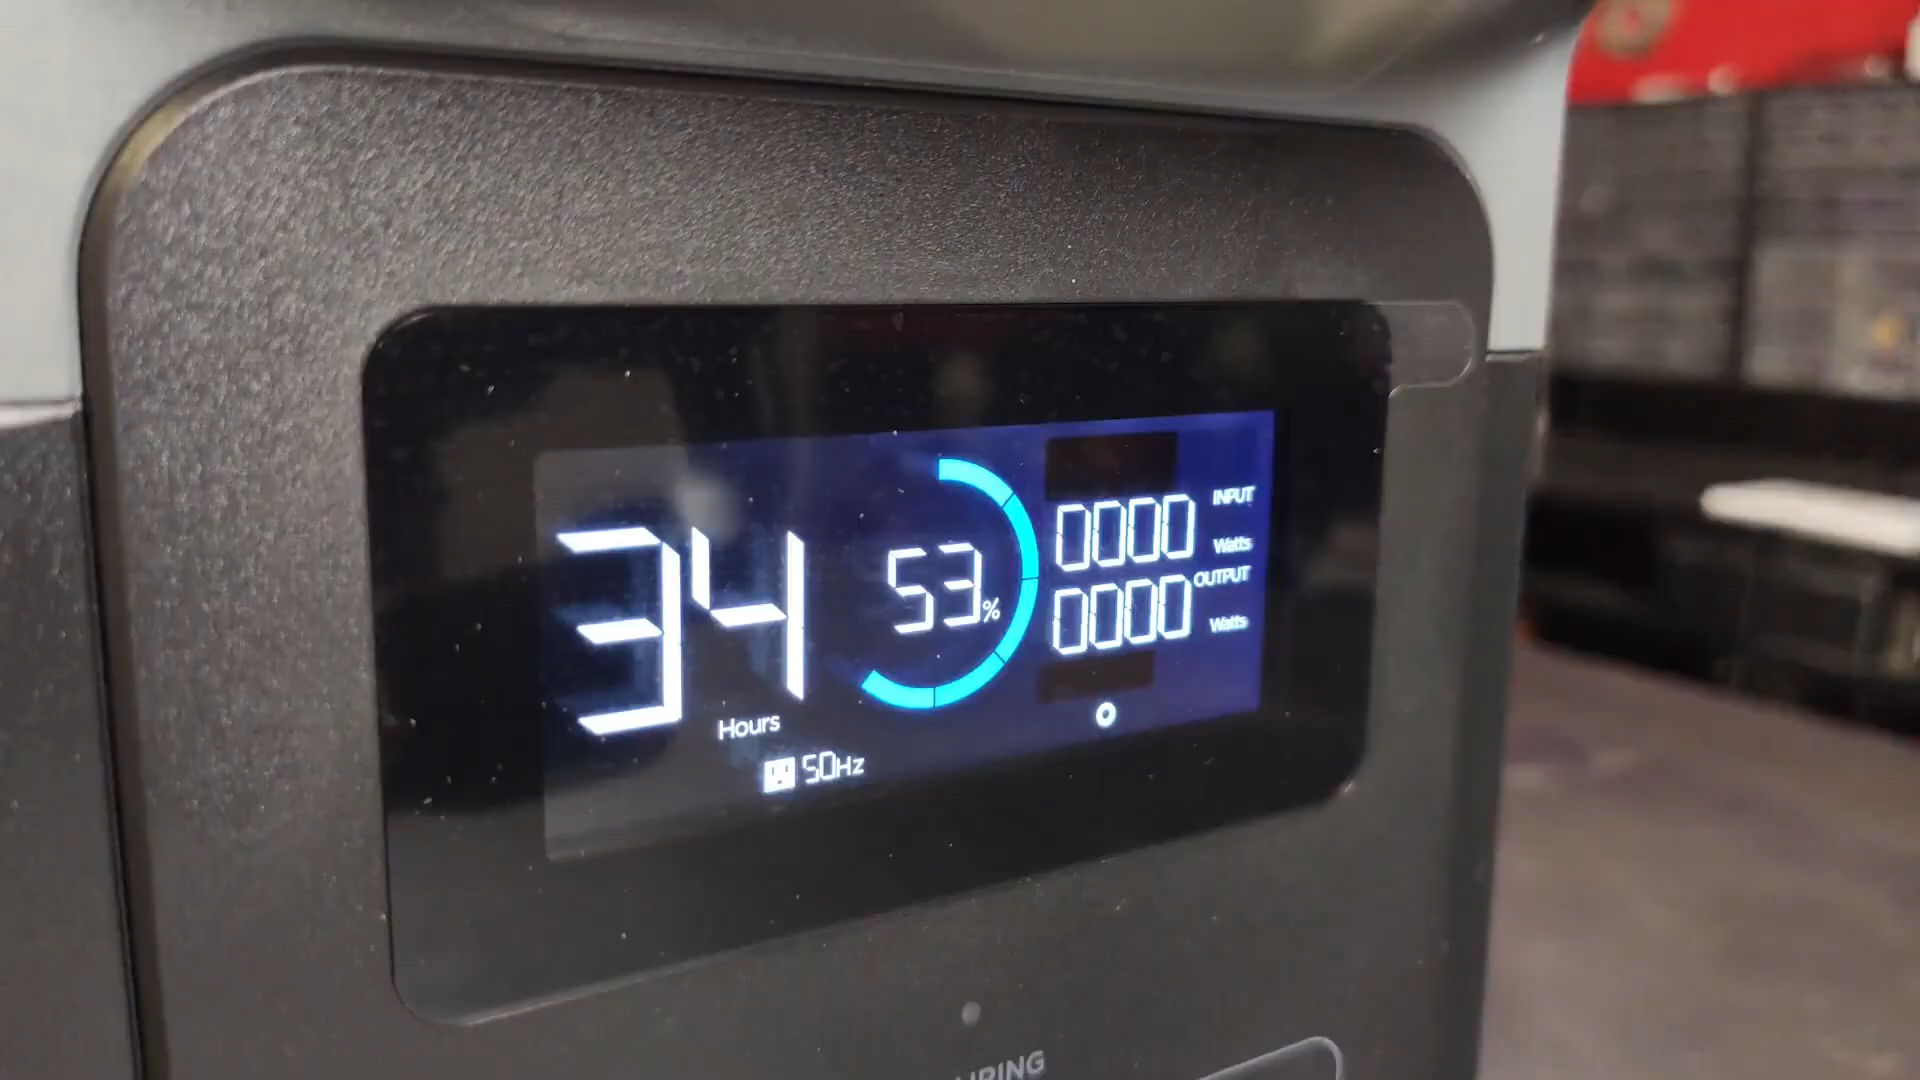 34
Hours
50Hz
53%
0000
INPUT
Watts
0000
OUTPUT
Watts